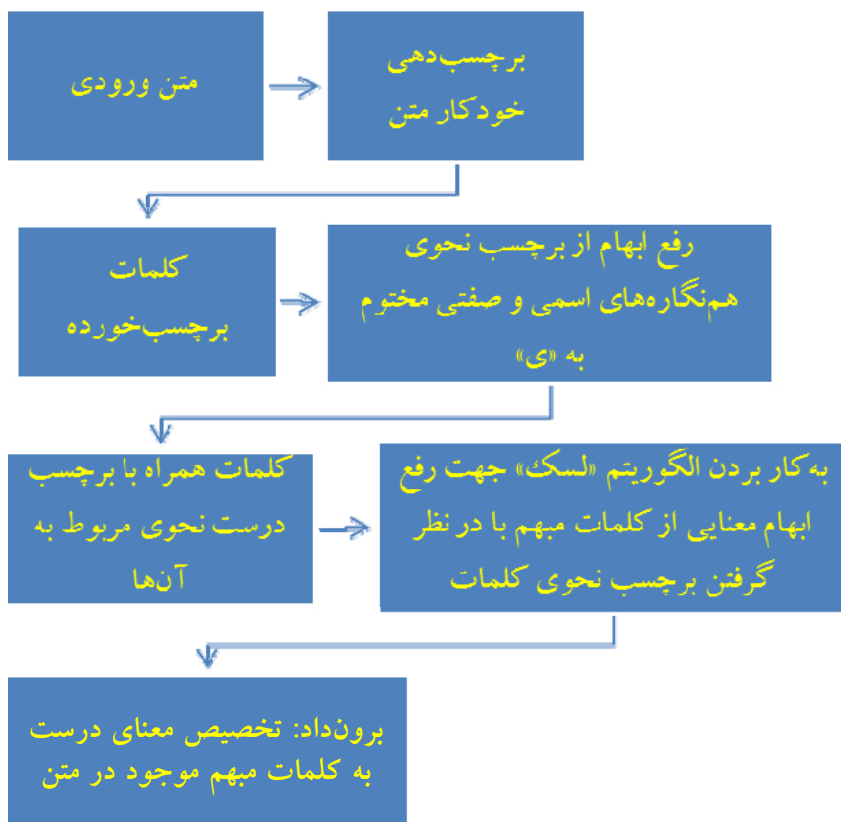 متن ورودی
برچسب‌دهی
خودکار متن
کلمات
برچسب‌خورده
رفع ابهام از برچسب نحوی
هم‌نگاره‌های اسمی و صفتی مختوم
به «ی»
کلمات همراه با برچسب
درست نحوی مربوط به
آن‌ها
به‌کار بردن الگوریتم «لسک» جهت رفع
ابهام معنایی از کلمات مبهم با در نظر
گرفتن برچسب نحوی کلمات
برون‌داد: تخصیص معنای درست
به کلمات مبهم موجود در متن